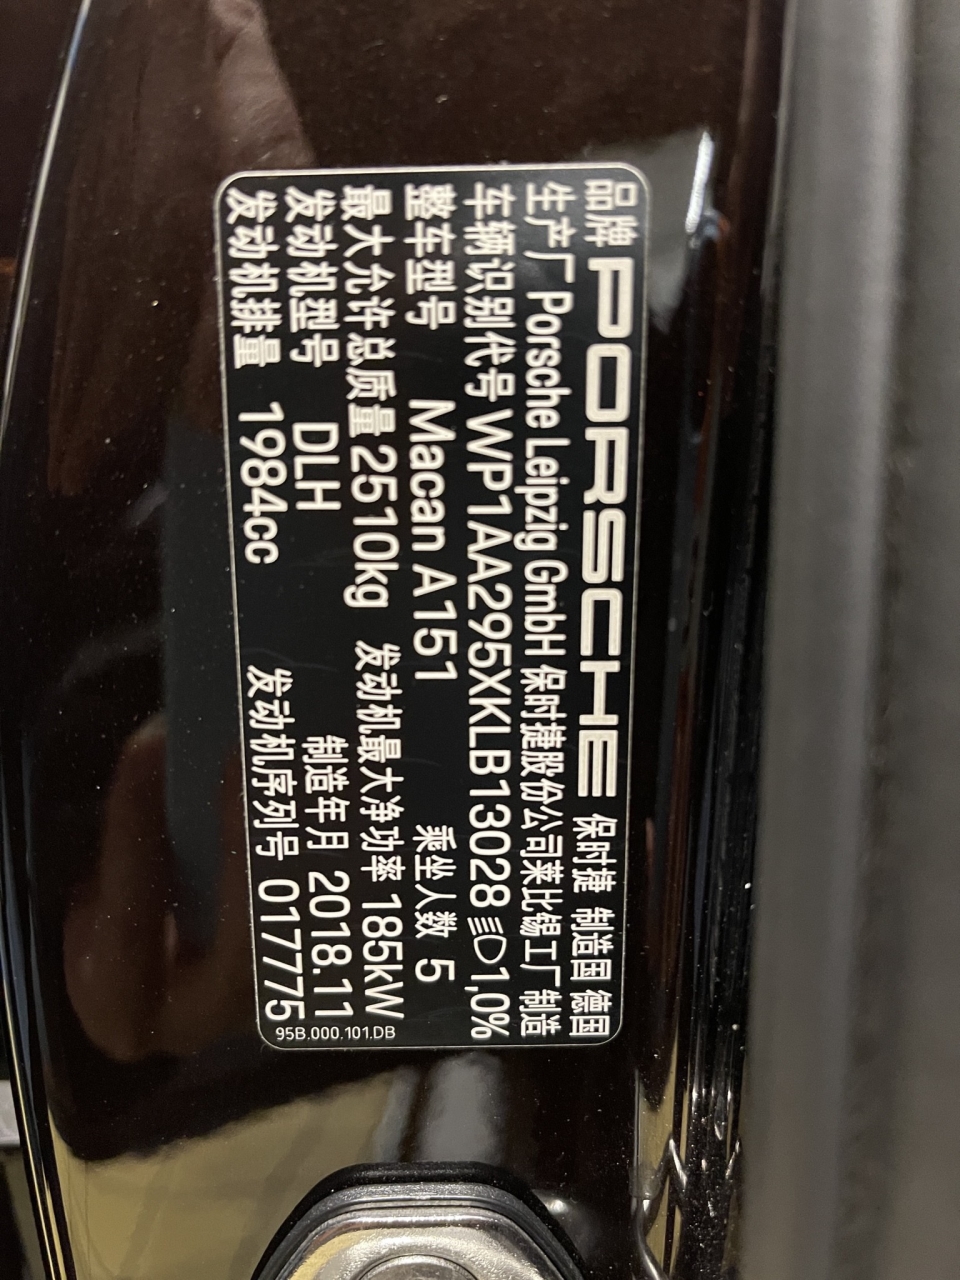 品牌 PORSCHE 保时捷 制造国 德国
生产厂 Porsche Leipzig GmbH 保时捷股份公司莱比锡工厂制造
车辆识别代号 WP1AA295XKLB13028 1,0%
整车型号 Macan A151 乘坐人数 5
最大允许总质量 2510kg 发动机最大净功率 185kW
发动机型号 DLH 制造年月 2018.11
发动机排量 1984cc 发动机序列号 017775
95B.000.101.DB